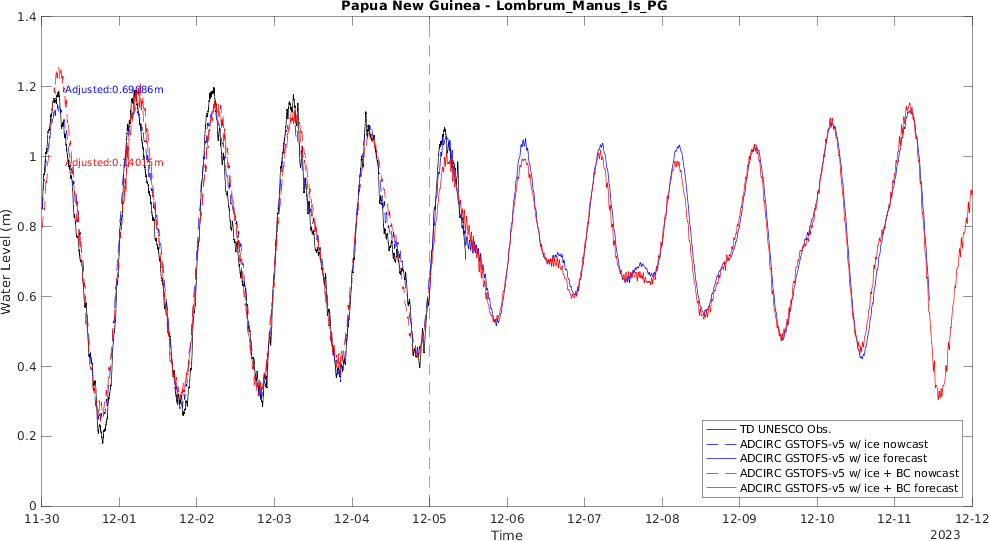 Papua New Guinea - Lombrum_Manus_Is_PG
1.4
1.2
1
0.8
0.6
0.4
0.2
0
Water Level (m)
Adjusted:0.69686m
TD UNESCO Obs.
ADCIRC GSTOFS-v5 w/ ice nowcast
ADCIRC GSTOFS-v5 w/ ice forecast
ADCIRC GSTOFS-v5 w/ ice + BC nowcast
ADCIRC GSTOFS-v5 w/ ice + BC forecast
11-30 12-01 12-02 12-03 12-04 12-05 12-06 12-07 12-08 12-09 12-10 12-11 12-12
Time
2023